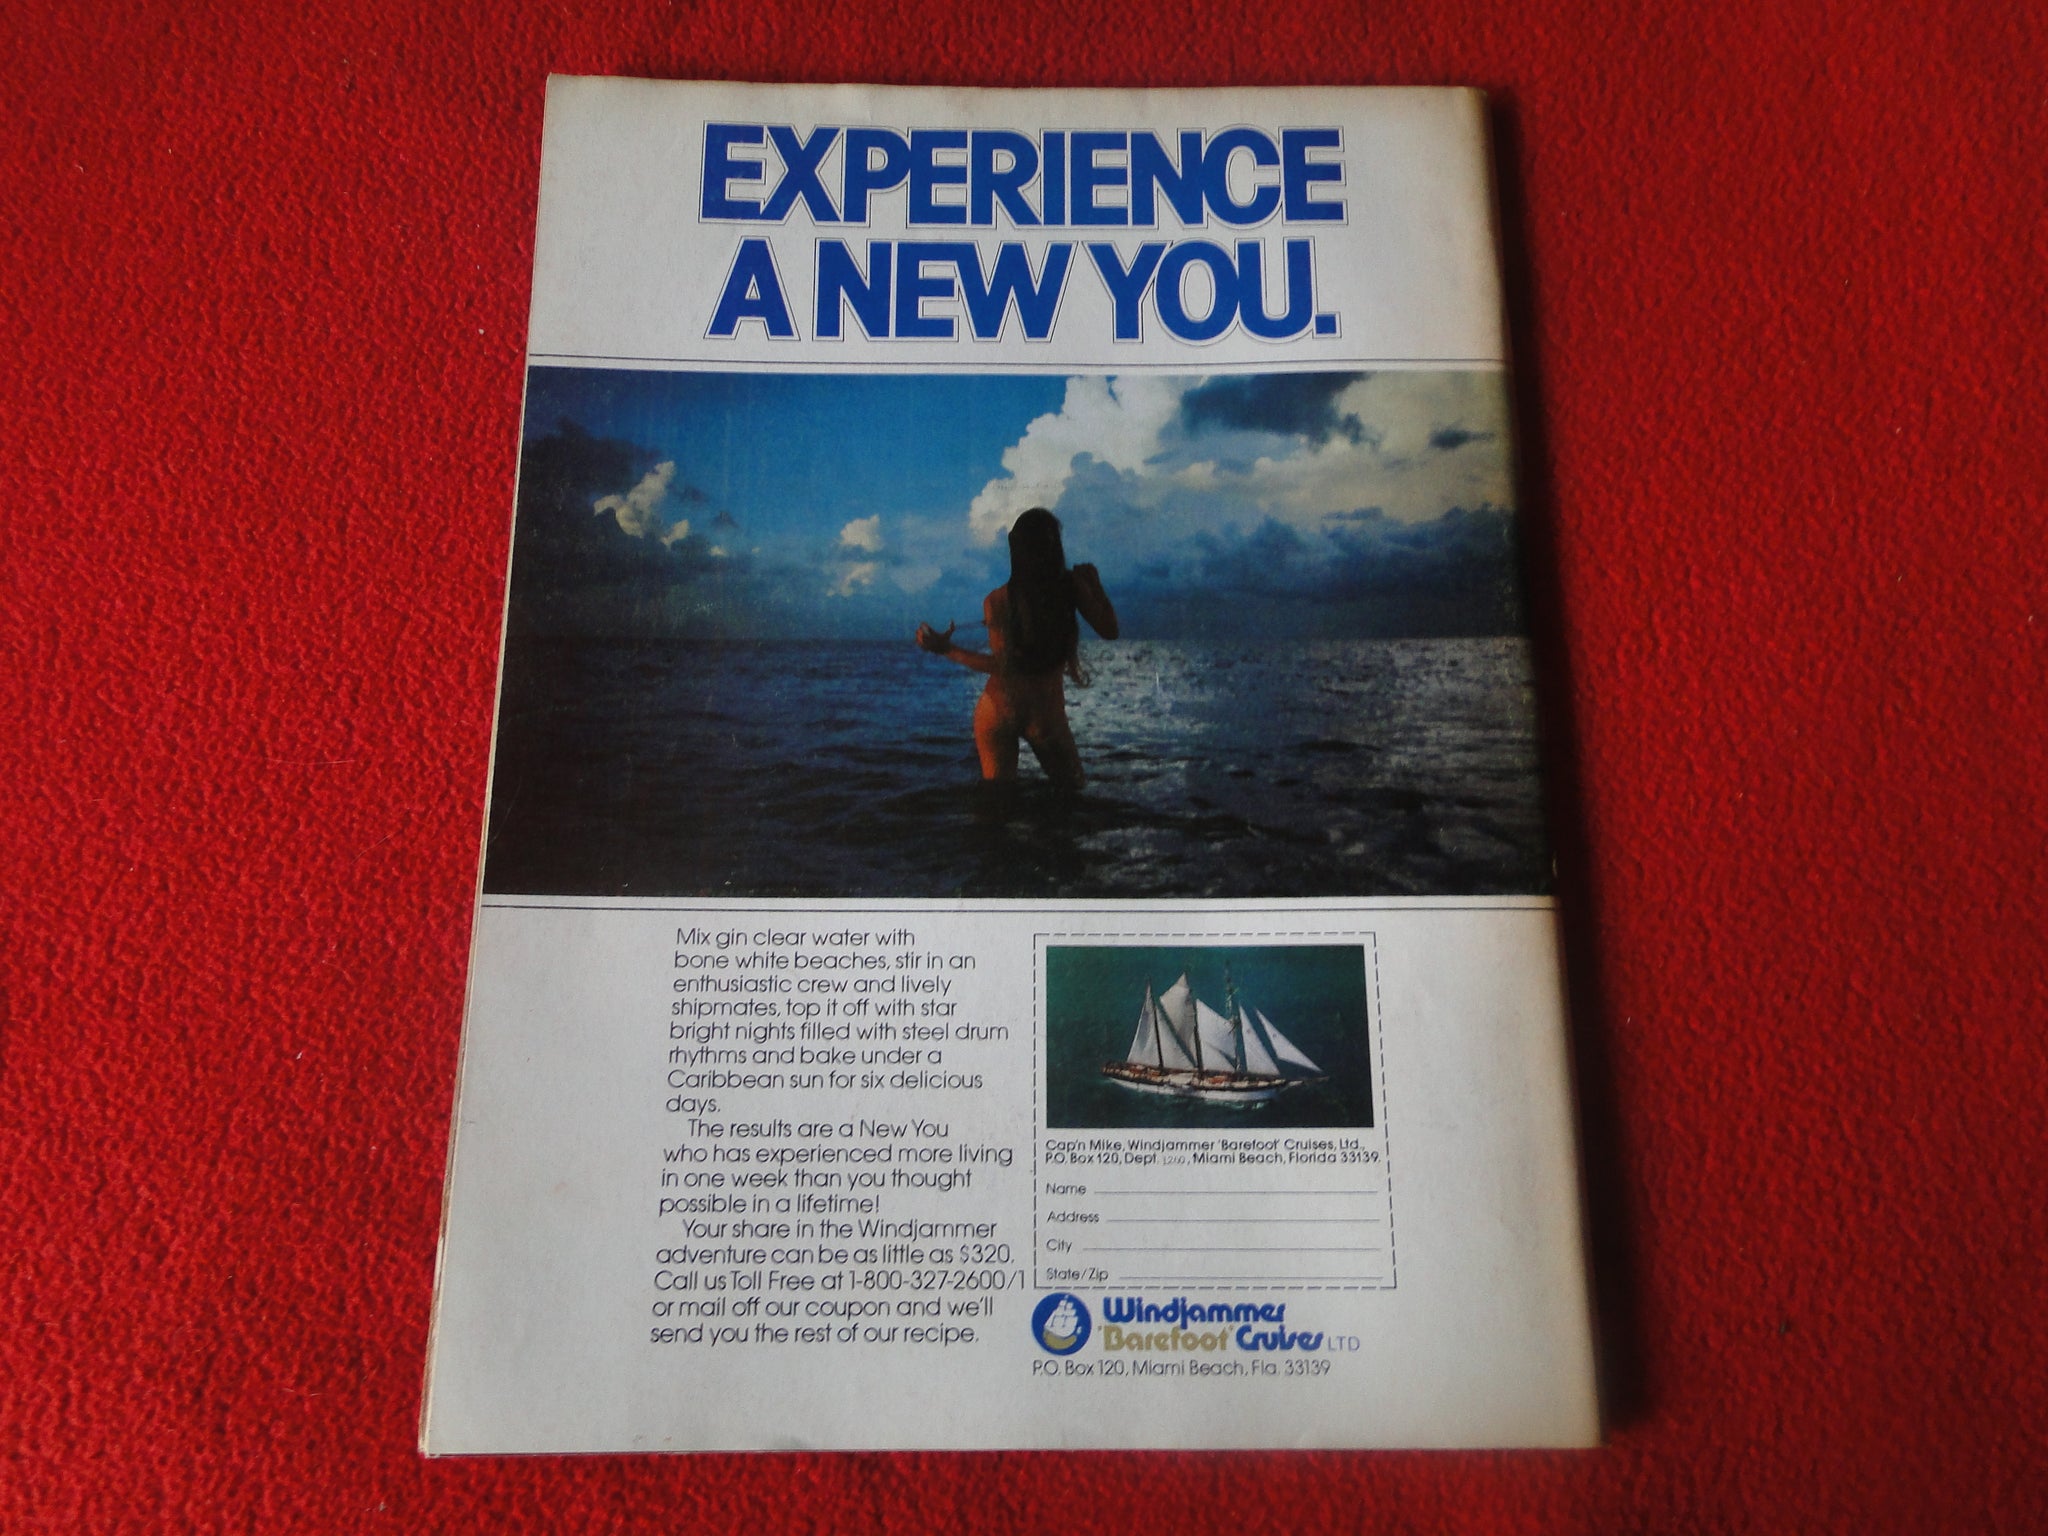 EXPERIENCE
A NEW YOU.
Mix gin clear water with
bone white beaches, stir in an
enthusiastic crew and lively
shipmates, top it off with star
bright nights filled with steel drum
rhythms and bake under a
Caribbean sun for six delicious
days.
The results are a New You
who has experienced more living
in one week than you thought
possible in a lifetime!
Your share in the Windjammer
adventure can be as little as $320.
Call us Toll Free at 1-800-327-2600/1
or mail off our coupon and we'll
send you the rest of our recipe.
Cap'n Mike, Windjammer 'Barefoot' Cruises, Ltd.,
P.O. Box 120, Dept. , Miami Beach, Florida 33139.
Name
Address
City
State/Zip
Windjammer
'Barefoot' Cruises LTD
P.O. Box 120, Miami Beach, Fla. 33139